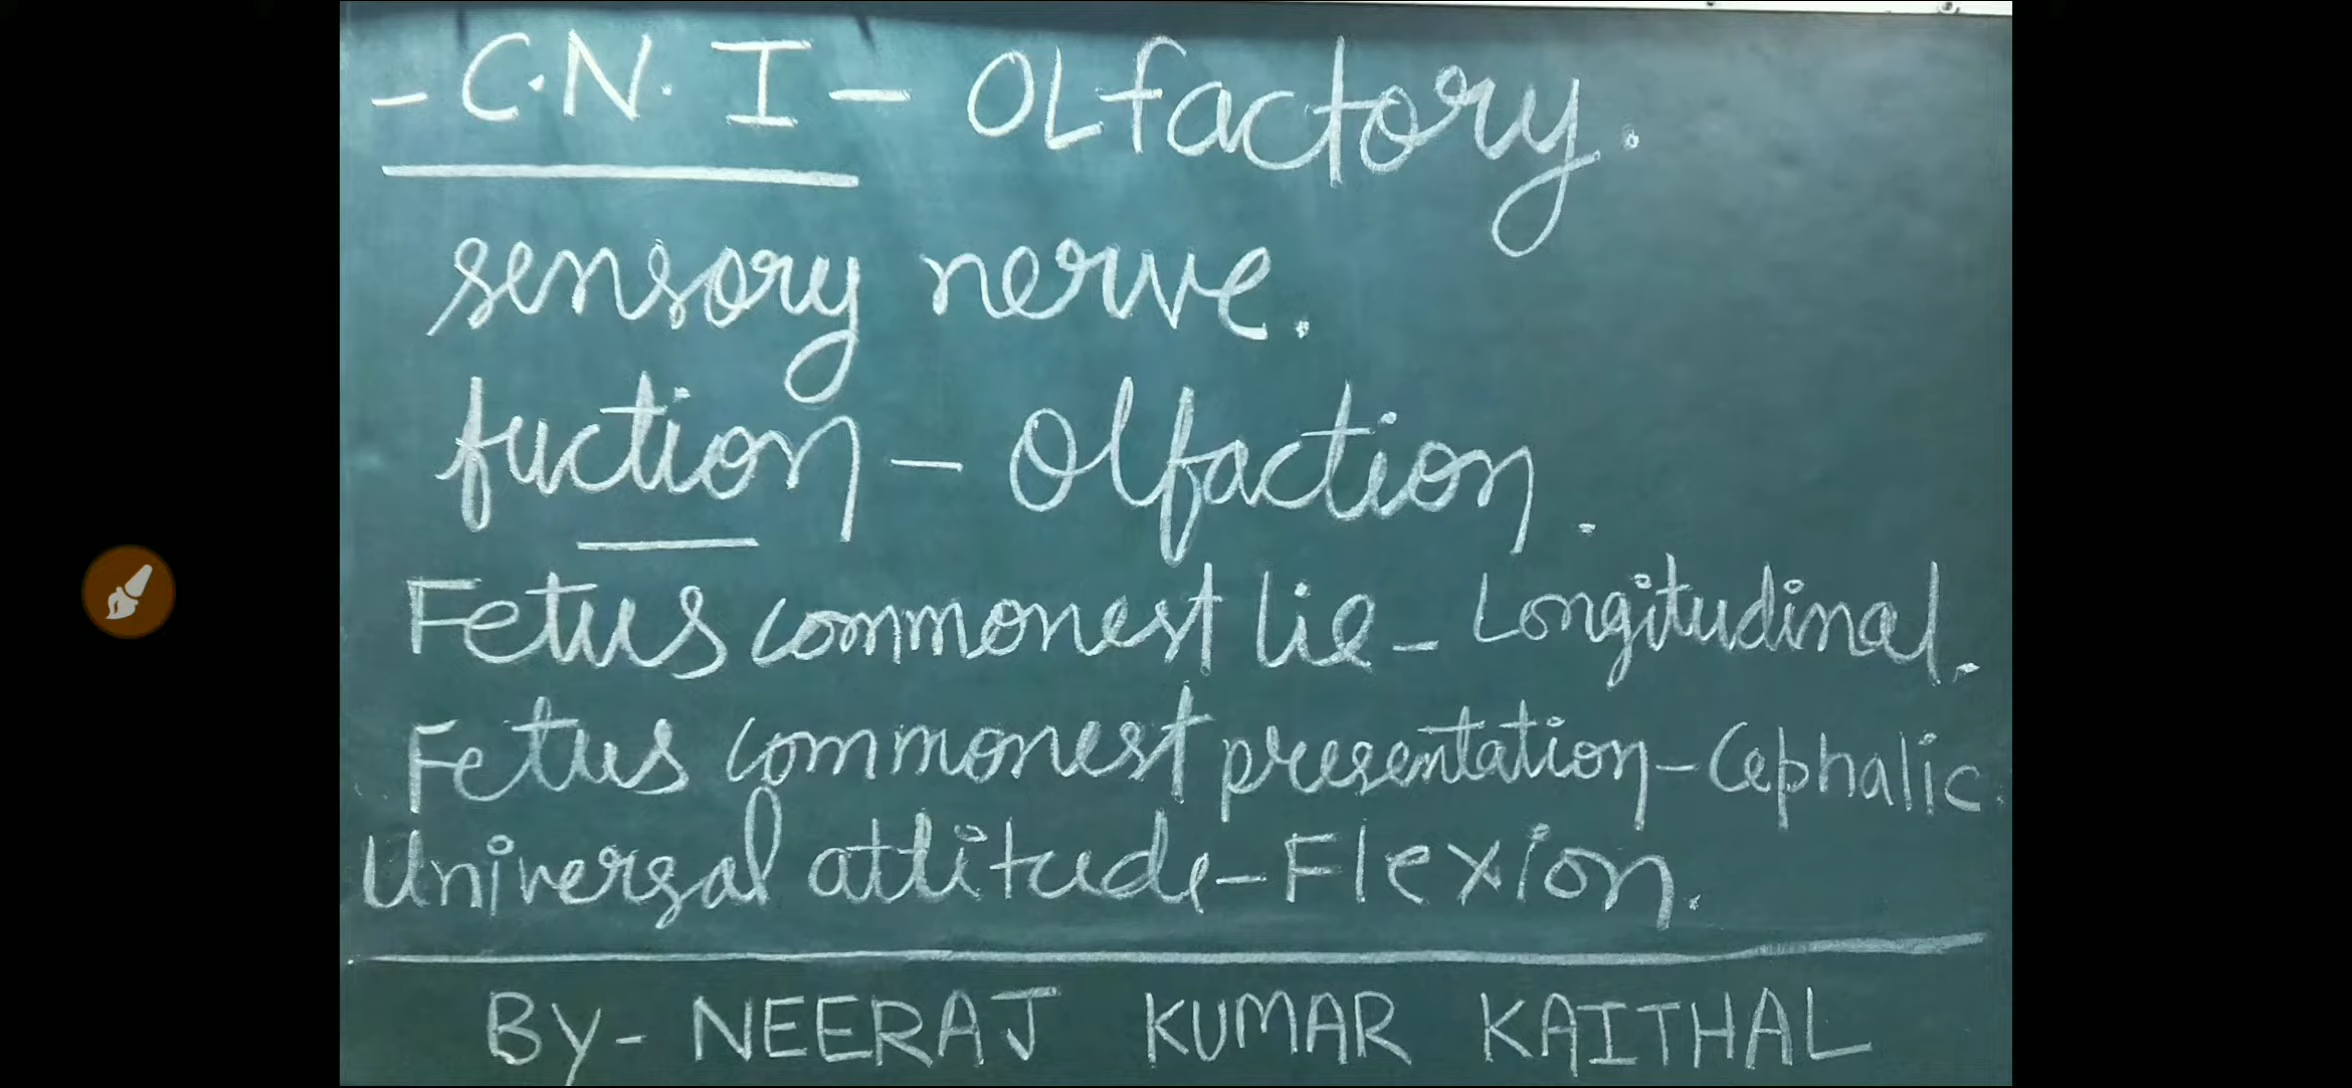 - C.N. I - OLfactory.
sensory nerve.
fuction - Olfaction.
Fetus commonest lie - Longitudinal.
Fetus commonest presentation - Cephalic.
Universal attitude - Flexion.
By - NEERAJ KUMAR KAITHAL